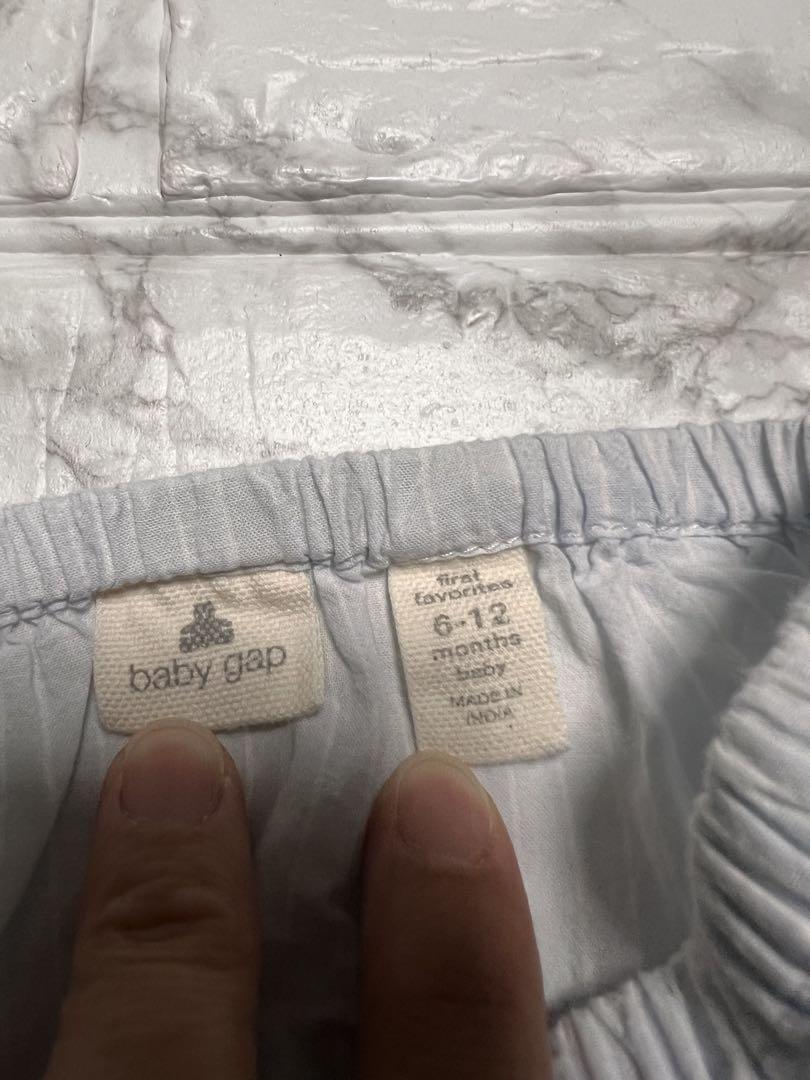 baby gap
first
favorites
6-12
months
baby
MADE IN
INDIA